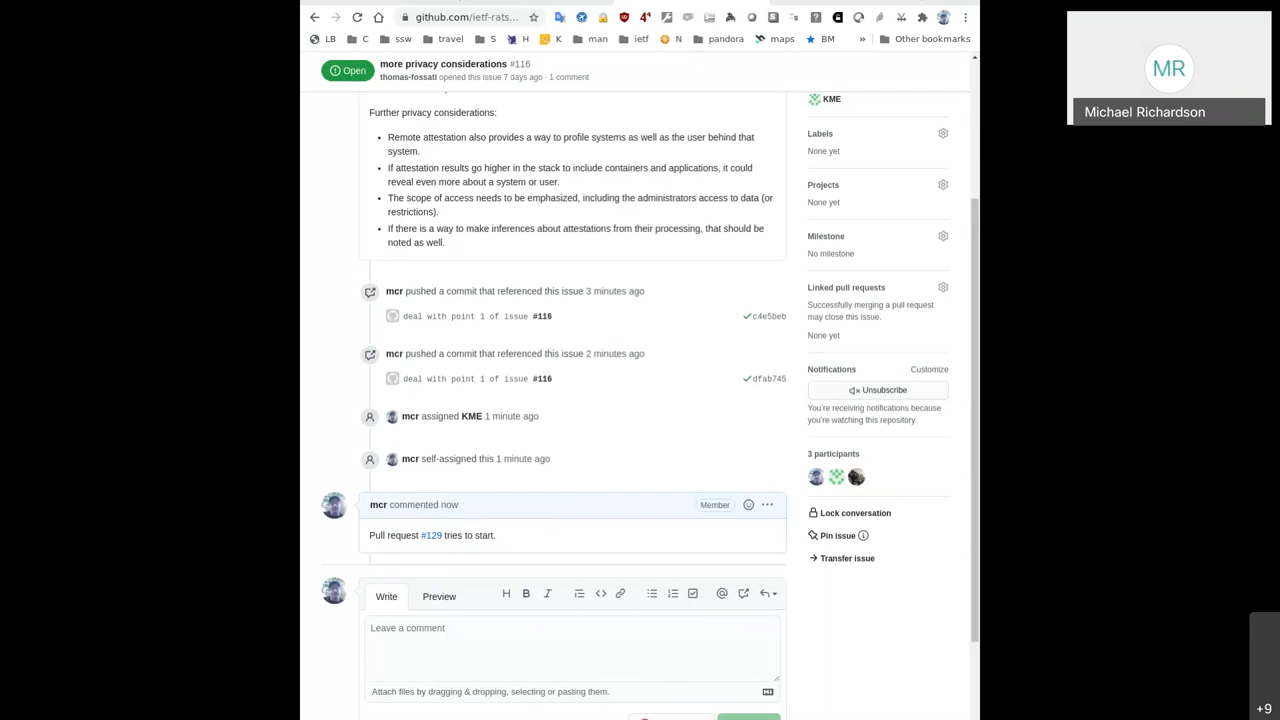 github.com/ietf-rats...
LB C ssw travel S H K man ietf N pandora maps BM » Other bookmarks
Open
more privacy considerations #116
thomas-fossati opened this issue 7 days ago · 1 comment
Further privacy considerations:
• Remote attestation also provides a way to profile systems as well as the user behind that
system.
• If attestation results go higher in the stack to include containers and applications, it could
reveal even more about a system or user.
• The scope of access needs to be emphasized, including the administrators access to data (or
restrictions).
• If there is a way to make inferences about attestations from their processing, that should be
noted as well.
mcr pushed a commit that referenced this issue 3 minutes ago
deal with point 1 of issue #116 c4e5beb
mcr pushed a commit that referenced this issue 2 minutes ago
deal with point 1 of issue #116 dfab745
mcr assigned KME 1 minute ago
mcr self-assigned this 1 minute ago
mcr commented now Member
Pull request #129 tries to start.
Write Preview H B I
Leave a comment
Attach files by dragging & dropping, selecting or pasting them.
KME
Labels
None yet
Projects
None yet
Milestone
No milestone
Linked pull requests
Successfully merging a pull request
may close this issue.
None yet
Notifications Customize
Unsubscribe
You're receiving notifications because
you're watching this repository.
3 participants
Lock conversation
Pin issue
Transfer issue
MR
Michael Richardson
+9